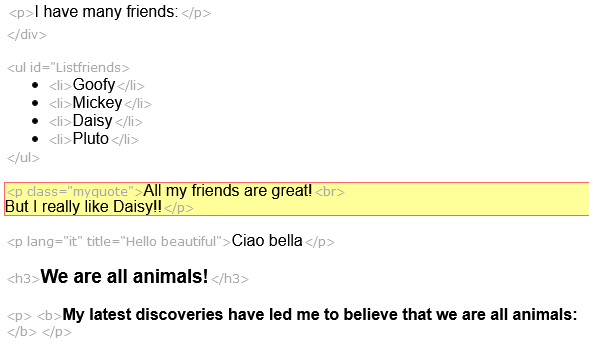 <p>I have many friends:</p>
</div>
<ul id="Listfriends>
<li>Goofy</li>
<li>Mickey</li>
<li>Daisy</li>
<li>Pluto</li>
</ul>
<p class="myquote">All my friends are great!<br>
But I really like Daisy!!</p>
<p lang="it" title="Hello beautiful">Ciao bella</p>
<h3>We are all animals!</h3>
<p> <b>My latest discoveries have led me to believe that we are all animals:
</b> </p>